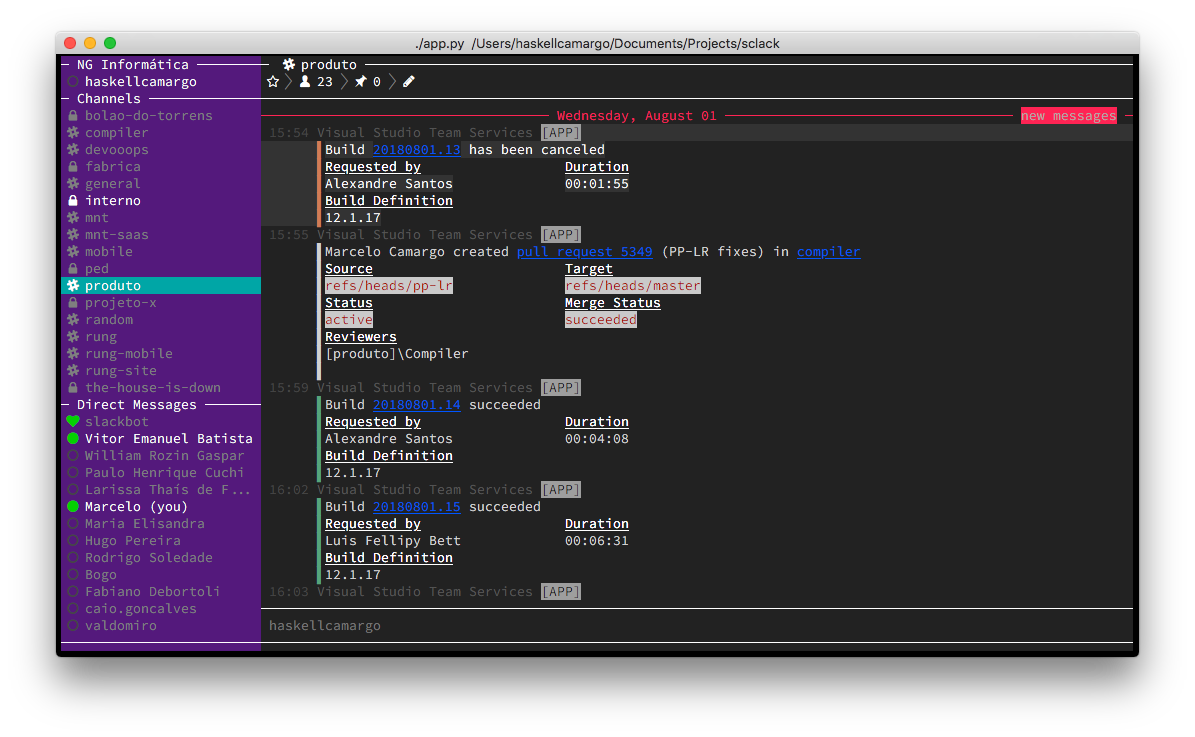 ./app.py /Users/haskellcamargo/Documents/Projects/sclack
NG Informática
haskellcamargo
Channels
bolao-do-torrens
compiler
devooops
fabrica
general
interno
mnt
mnt-saas
mobile
ped
produto
projeto-x
random
rung
rung-mobile
rung-site
the-house-is-down
Direct Messages
slackbot
Vitor Emanuel Batista
William Rozin Gaspar
Paulo Henrique Cuchi
Larissa Thaís de F...
Marcelo (you)
Maria Elisandra
Hugo Pereira
Rodrigo Soledade
Bogo
Fabiano Debortoli
caio.goncalves
valdomiro
produto
23 0
Wednesday, August 01 new messages
15:54 Visual Studio Team Services [APP]
Build 20180801.13 has been canceled
Requested by Duration
Alexandre Santos 00:01:55
Build Definition
12.1.17
15:55 Visual Studio Team Services [APP]
Marcelo Camargo created pull request 5349 (PP-LR fixes) in compiler
Source Target
refs/heads/pp-lr refs/heads/master
Status Merge Status
active succeeded
Reviewers
[produto]\Compiler
15:59 Visual Studio Team Services [APP]
Build 20180801.14 succeeded
Requested by Duration
Alexandre Santos 00:04:08
Build Definition
12.1.17
16:02 Visual Studio Team Services [APP]
Build 20180801.15 succeeded
Requested by Duration
Luis Fellipy Bett 00:06:31
Build Definition
12.1.17
16:03 Visual Studio Team Services [APP]
haskellcamargo